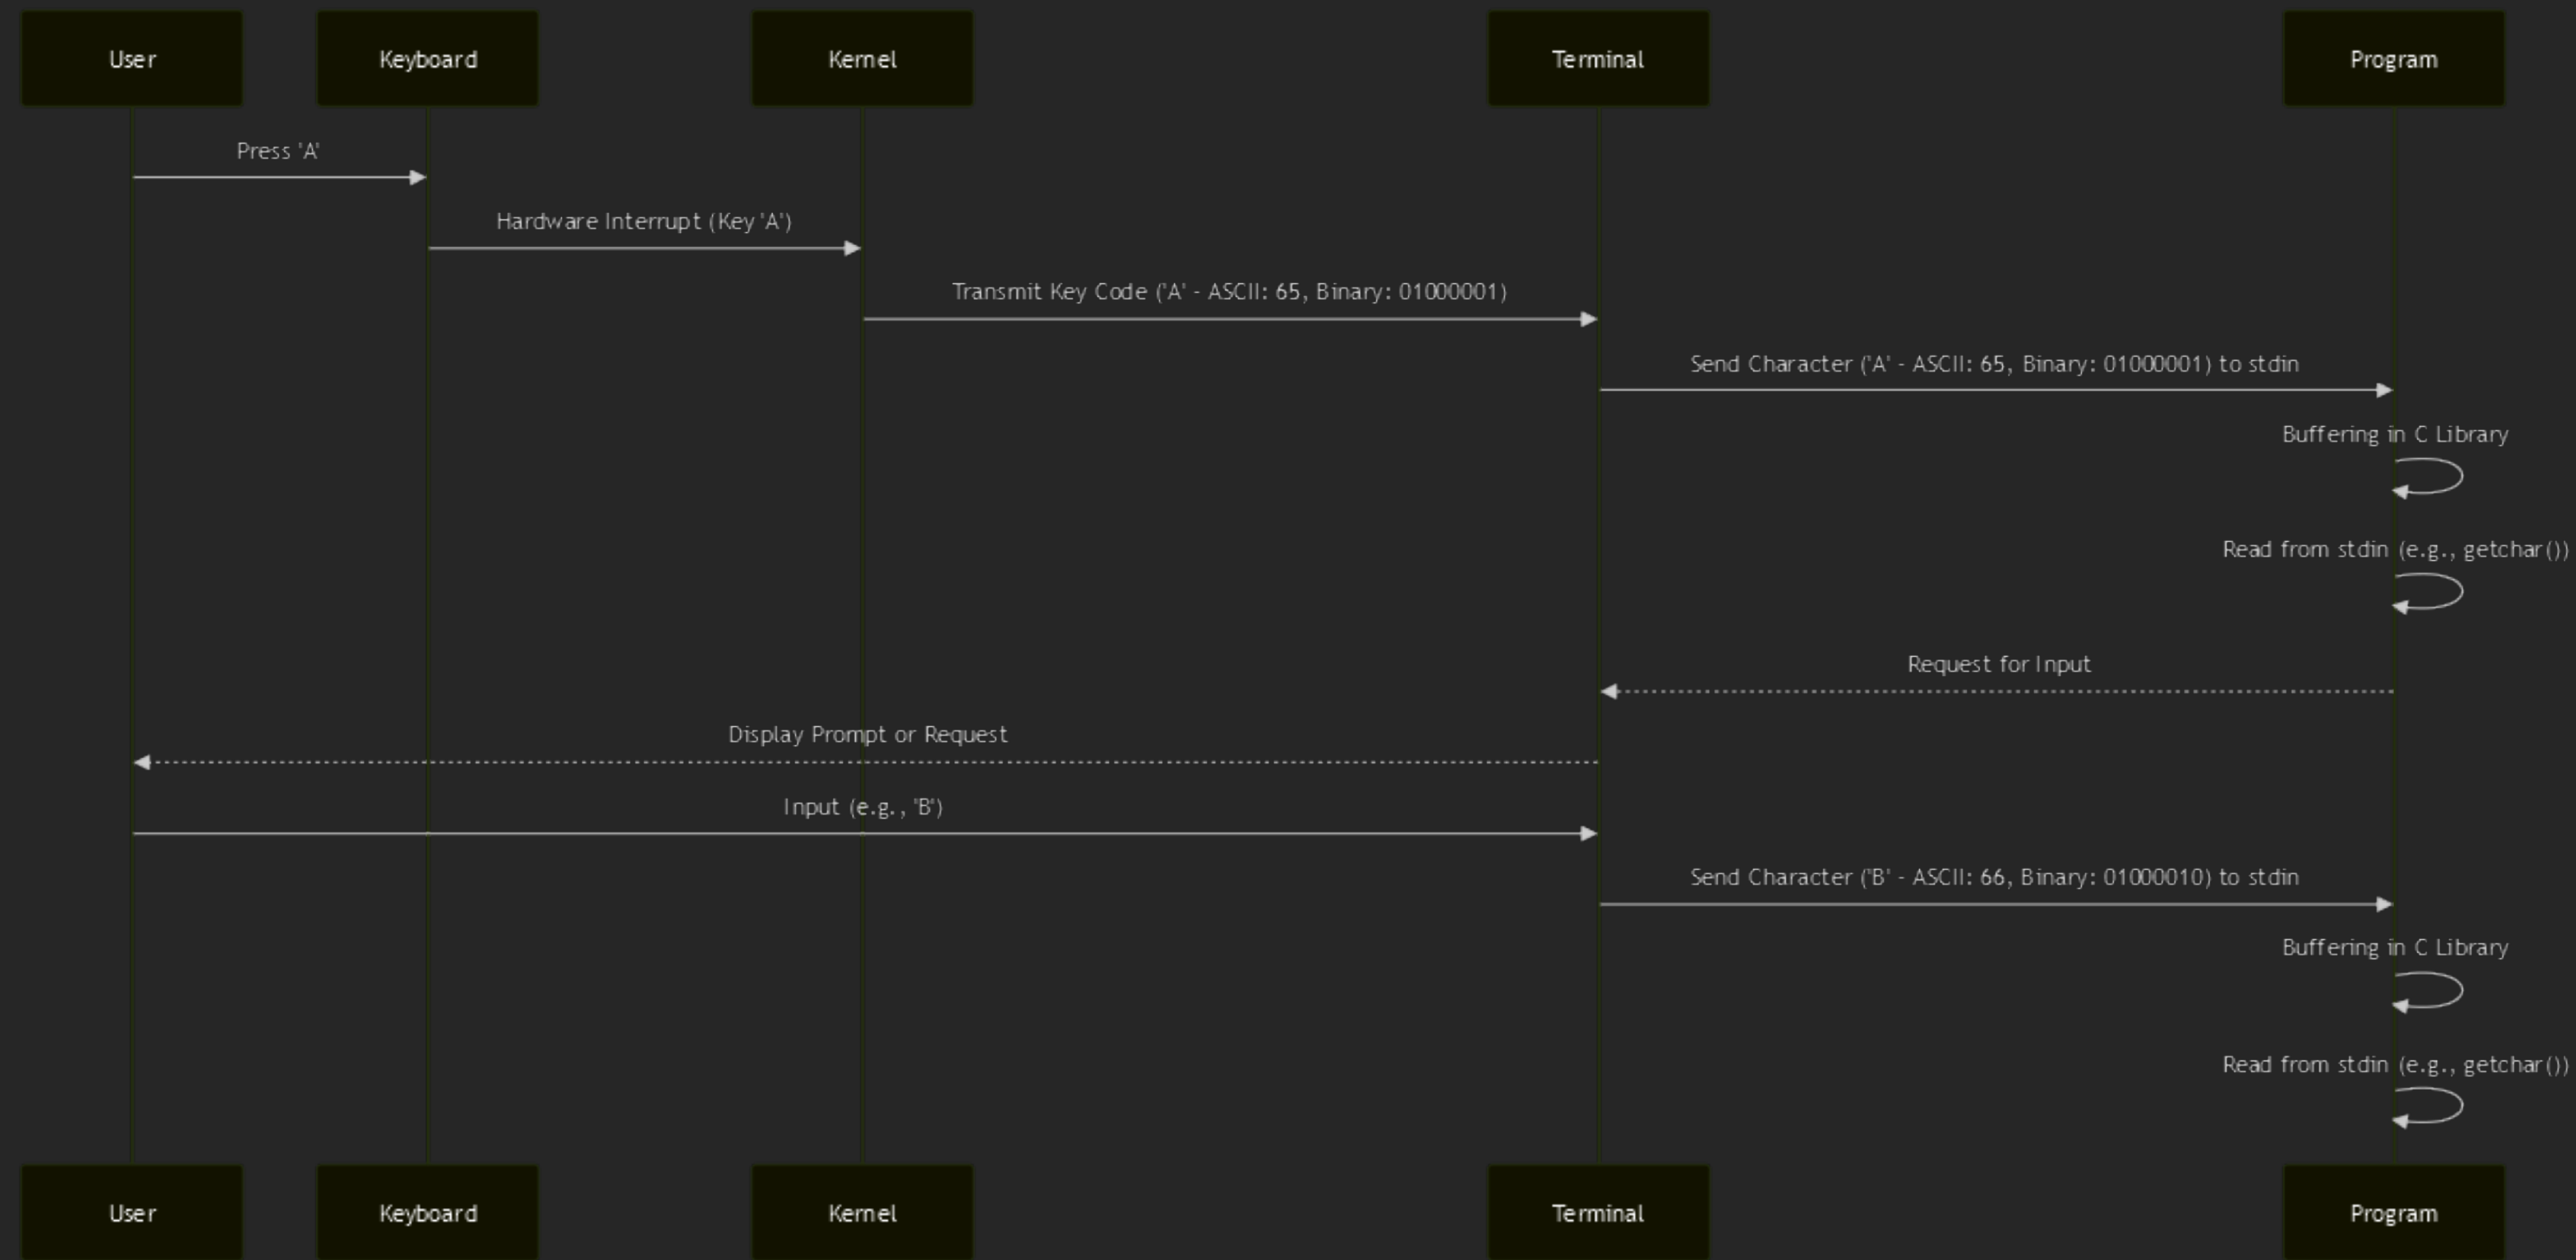 User
Keyboard
Kernel
Terminal
Program
Press 'A'
Hardware Interrupt (Key 'A')
Transmit Key Code ('A' - ASCII: 65, Binary: 01000001)
Send Character ('A' - ASCII: 65, Binary: 01000001) to stdin
Buffering in C Library
Read from stdin (e.g., getchar())
Request for Input
Display Prompt or Request
Input (e.g., 'B')
Send Character ('B' - ASCII: 66, Binary: 01000010) to stdin
Buffering in C Library
Read from stdin (e.g., getchar())
User
Keyboard
Kernel
Terminal
Program